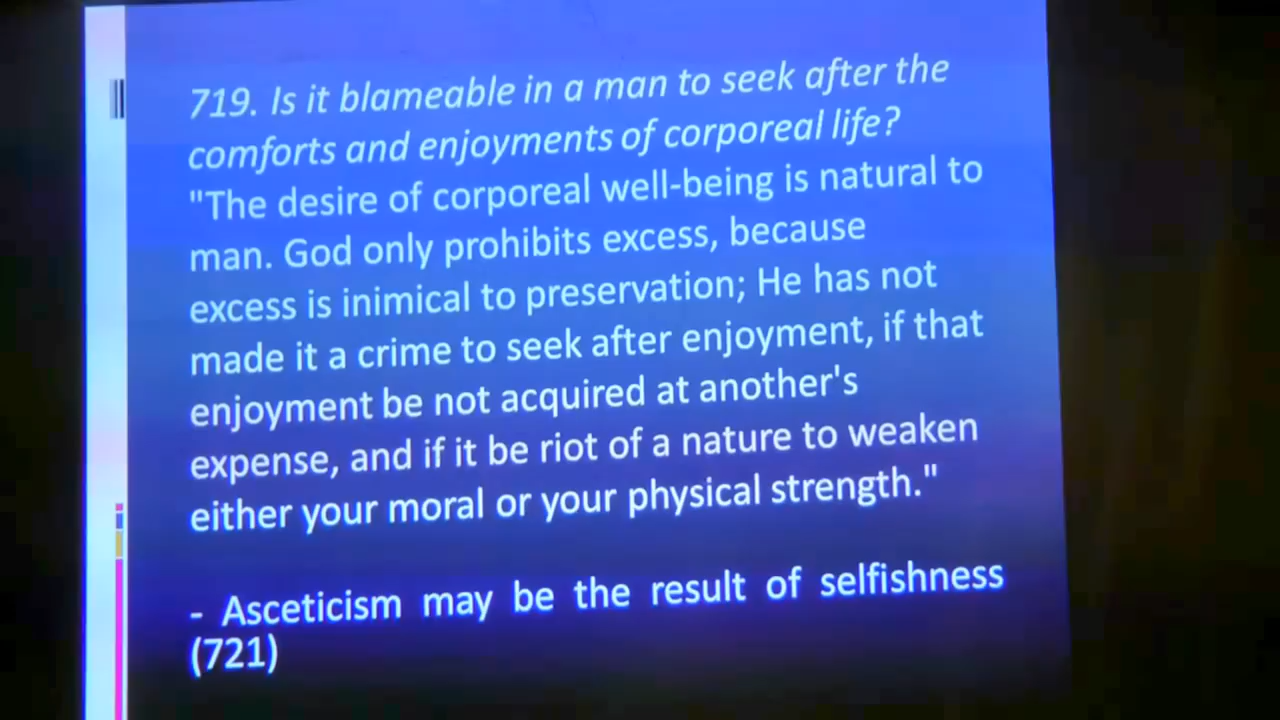 719. Is it blameable in a man to seek after the
comforts and enjoyments of corporeal life?
"The desire of corporeal well-being is natural to
man. God only prohibits excess, because
excess is inimical to preservation; He has not
made it a crime to seek after enjoyment, if that
enjoyment be not acquired at another's
expense, and if it be riot of a nature to weaken
either your moral or your physical strength."
- Asceticism may be the result of selfishness
(721)